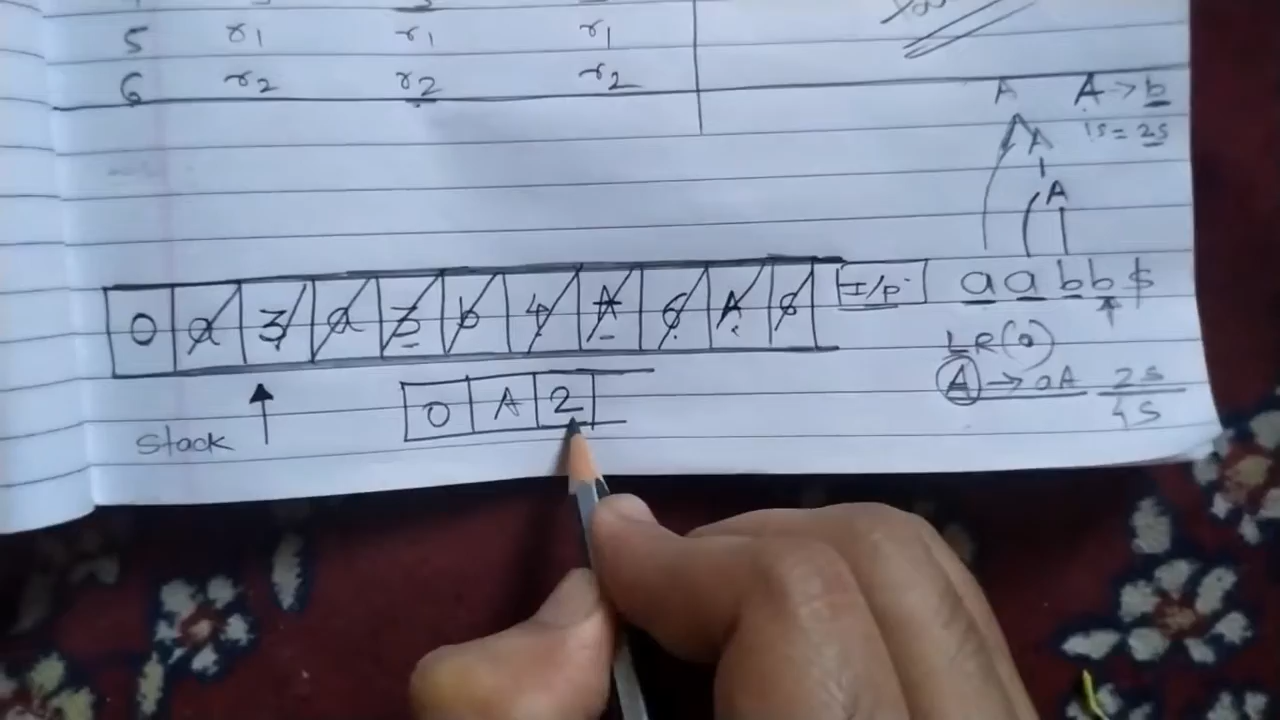 5 r1 r1 r1
6 r2 r2 r2
A A → b
A 1s = 2s
A
0 a 3 a 3 b 4 A 6 A 6 I/p a a b b $
LR(0)
0 A 2 A → aA 2s
Stack 4s